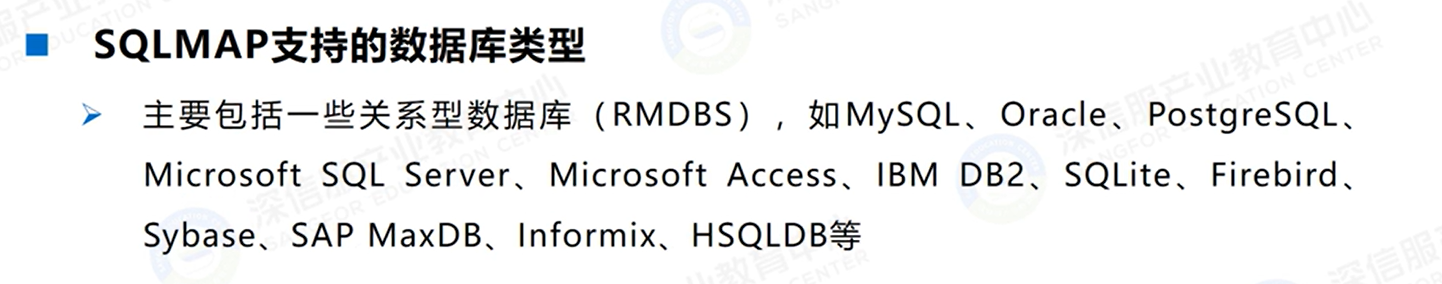 SQLMAP支持的数据库类型
主要包括一些关系型数据库（RMDBS），如MySQL、Oracle、PostgreSQL、
Microsoft SQL Server、Microsoft Access、IBM DB2、SQLite、Firebird、
Sybase、SAP MaxDB、Informix、HSQLDB等
深信服产业教育中心
SANGFOR EDUCATION CENTER